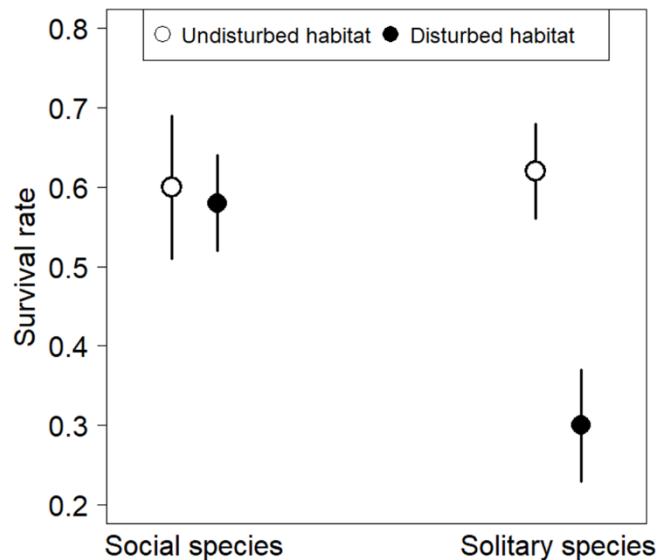 Undisturbed habitat Disturbed habitat
0.8
0.7
0.6
0.5
0.4
0.3
0.2
Survival rate
Social species Solitary species